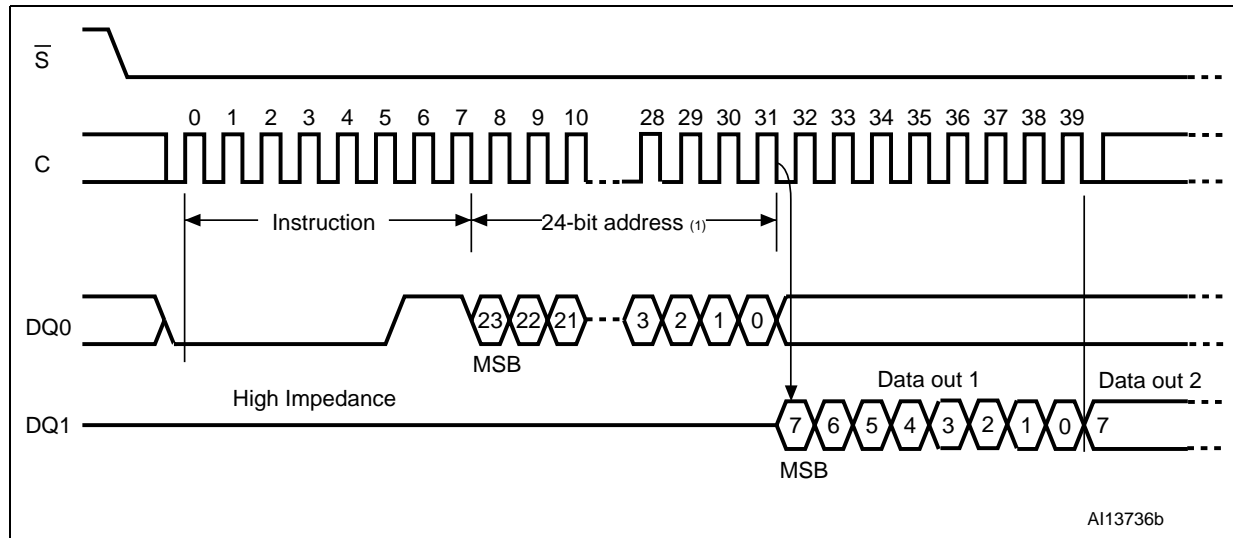 S
0 1 2 3 4 5 6 7 8 9 10 28 29 30 31 32 33 34 35 36 37 38 39
C
Instruction 24-bit address (1)
DQ0 23 22 21 3 2 1 0
MSB
Data out 1 Data out 2
High Impedance
DQ1 7 6 5 4 3 2 1 0 7
MSB
AI13736b